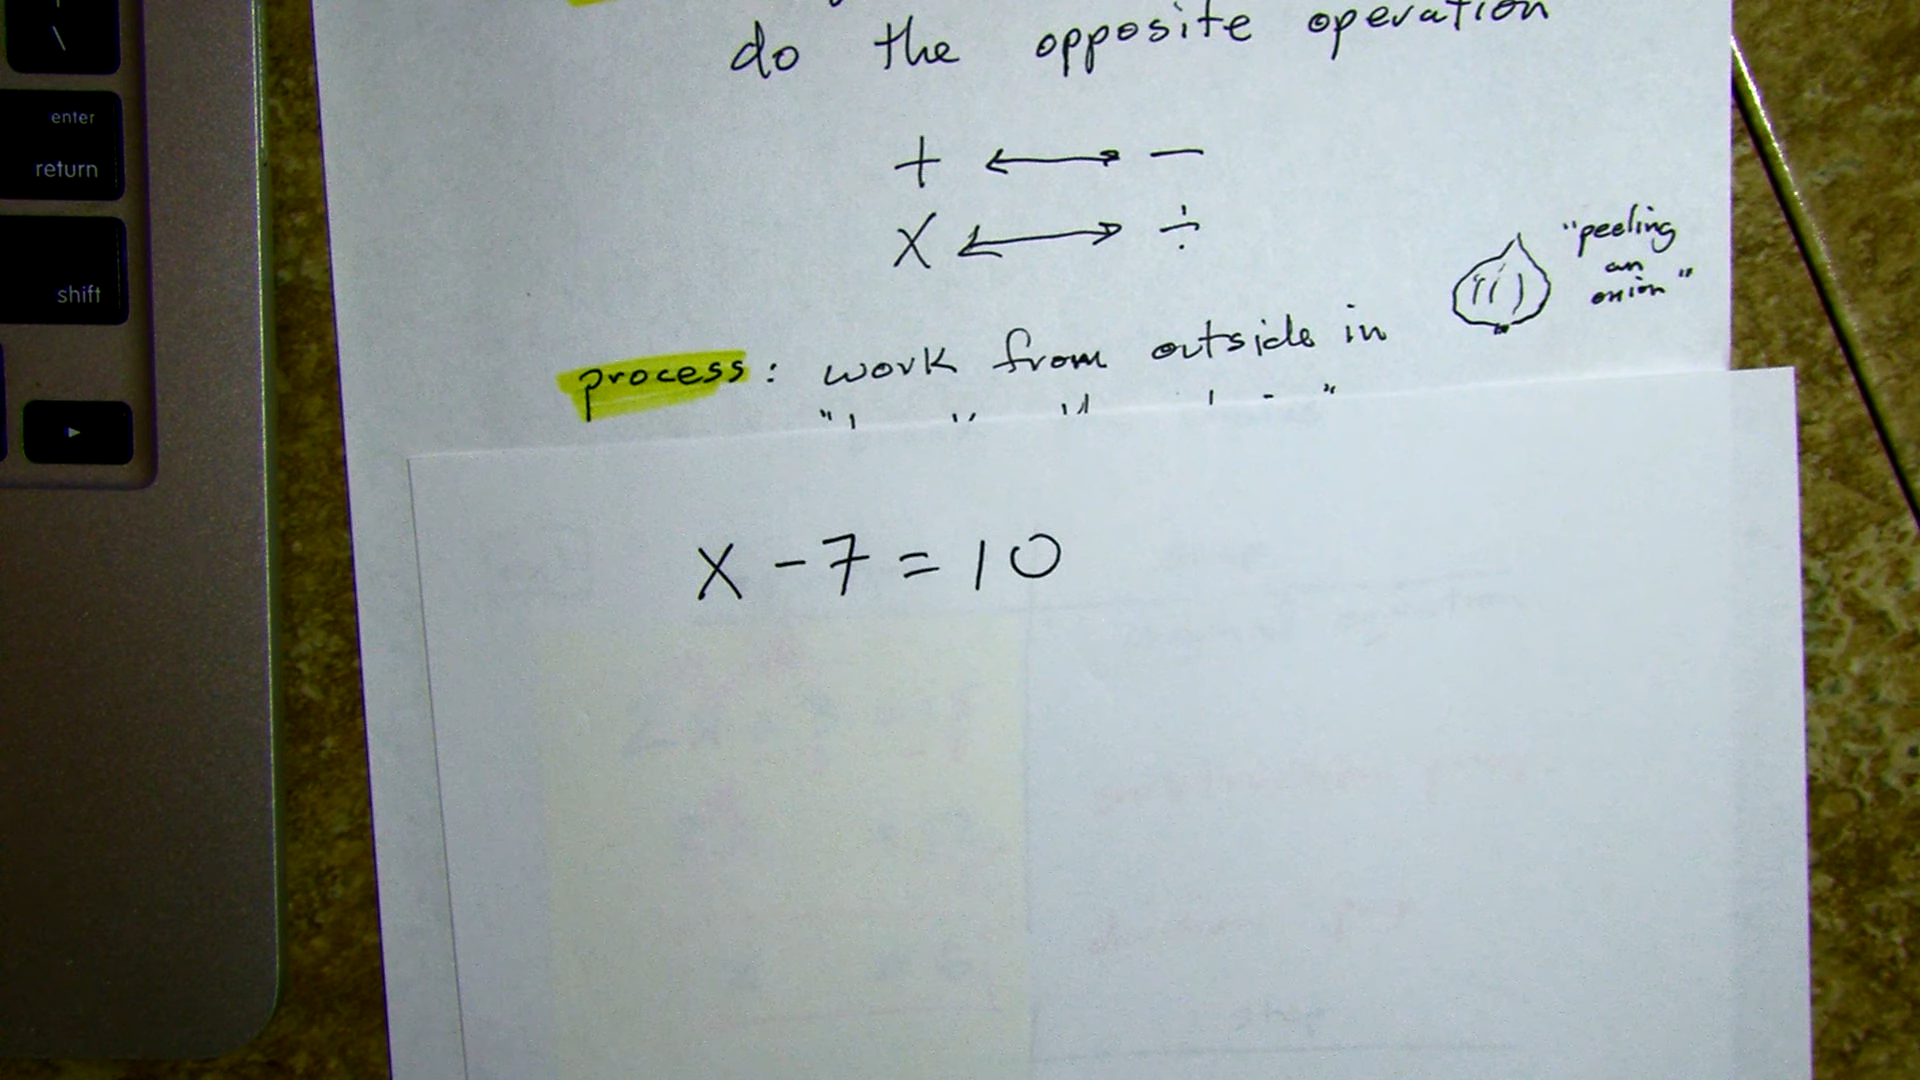 \
enter
return
shift
do the opposite operation
+ ↔ −
X ↔ ÷
"peeling
an
onion"
process: work from outside in
x - 7 = 10